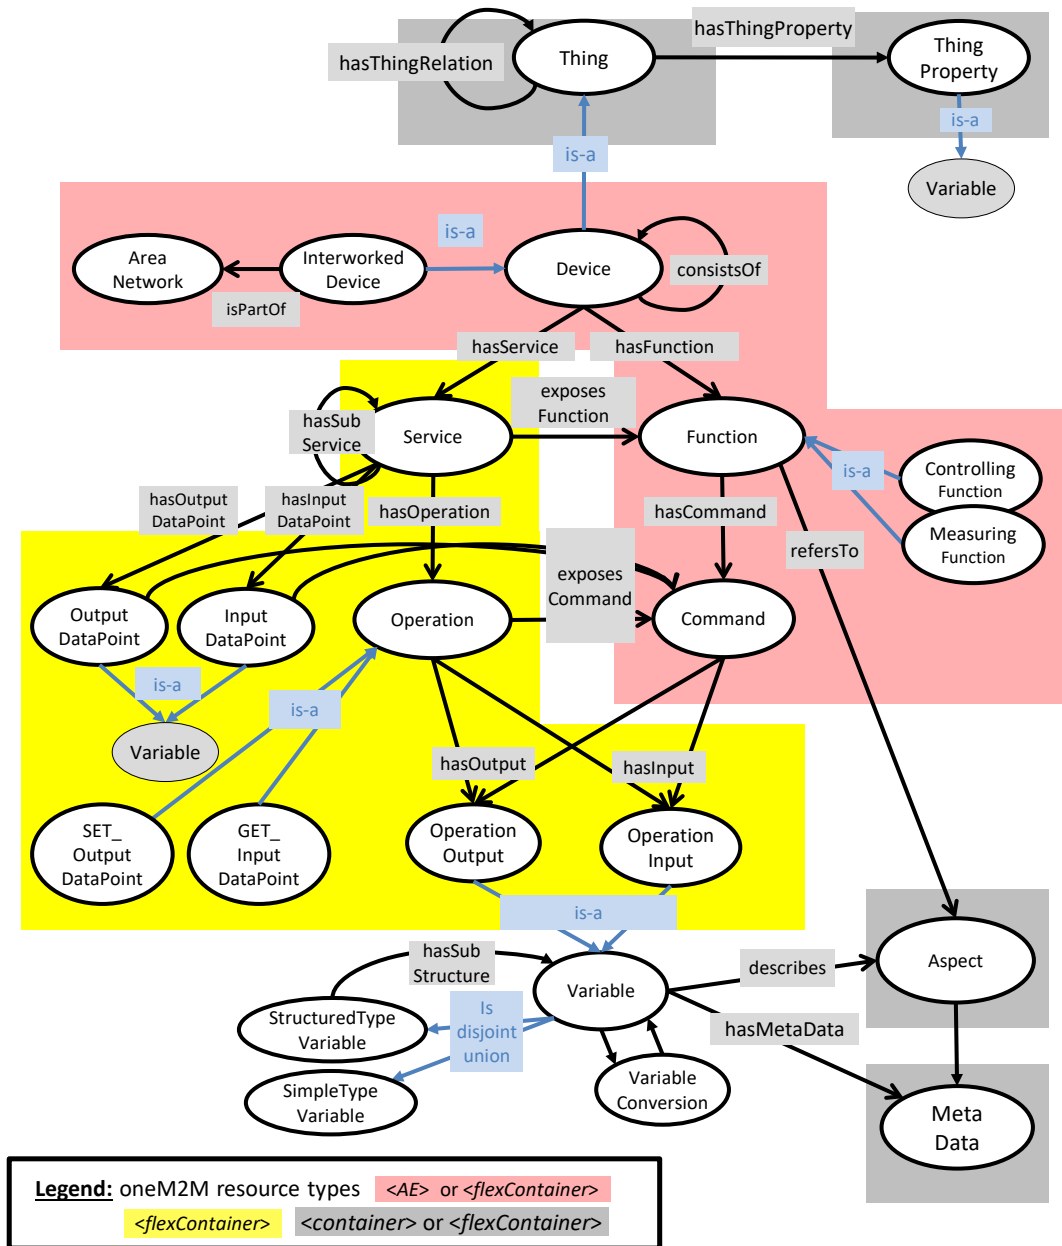 hasThingProperty
hasThingRelation
Thing
Thing
Property
is-a
is-a
Variable
is-a
Area
Network
Interworked
Device
Device
consistsOf
isPartOf
hasService
hasFunction
exposes
Function
hasSub
Service
Service
Function
is-a
Controlling
Function
hasOutput
DataPoint
hasInput
DataPoint
hasOperation
hasCommand
Measuring
Function
refersTo
exposes
Command
Output
DataPoint
Input
DataPoint
Operation
Command
is-a
is-a
Variable
hasOutput
hasInput
SET_
Output
DataPoint
GET_
Input
DataPoint
Operation
Output
Operation
Input
is-a
hasSub
Structure
describes
Aspect
Variable
StructuredType
Variable
Is
disjoint
union
hasMetaData
SimpleType
Variable
Variable
Conversion
Meta
Data
Legend: oneM2M resource types <AE> or <flexContainer>
<flexContainer> <container> or <flexContainer>